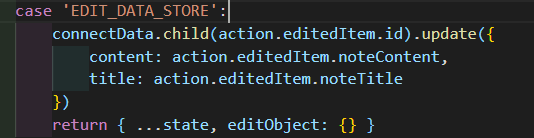 case 'EDIT_DATA_STORE':
connectData.child(action.editedItem.id).update({
content: action.editedItem.noteContent,
title: action.editedItem.noteTitle
})
return { ...state, editObject: {} }